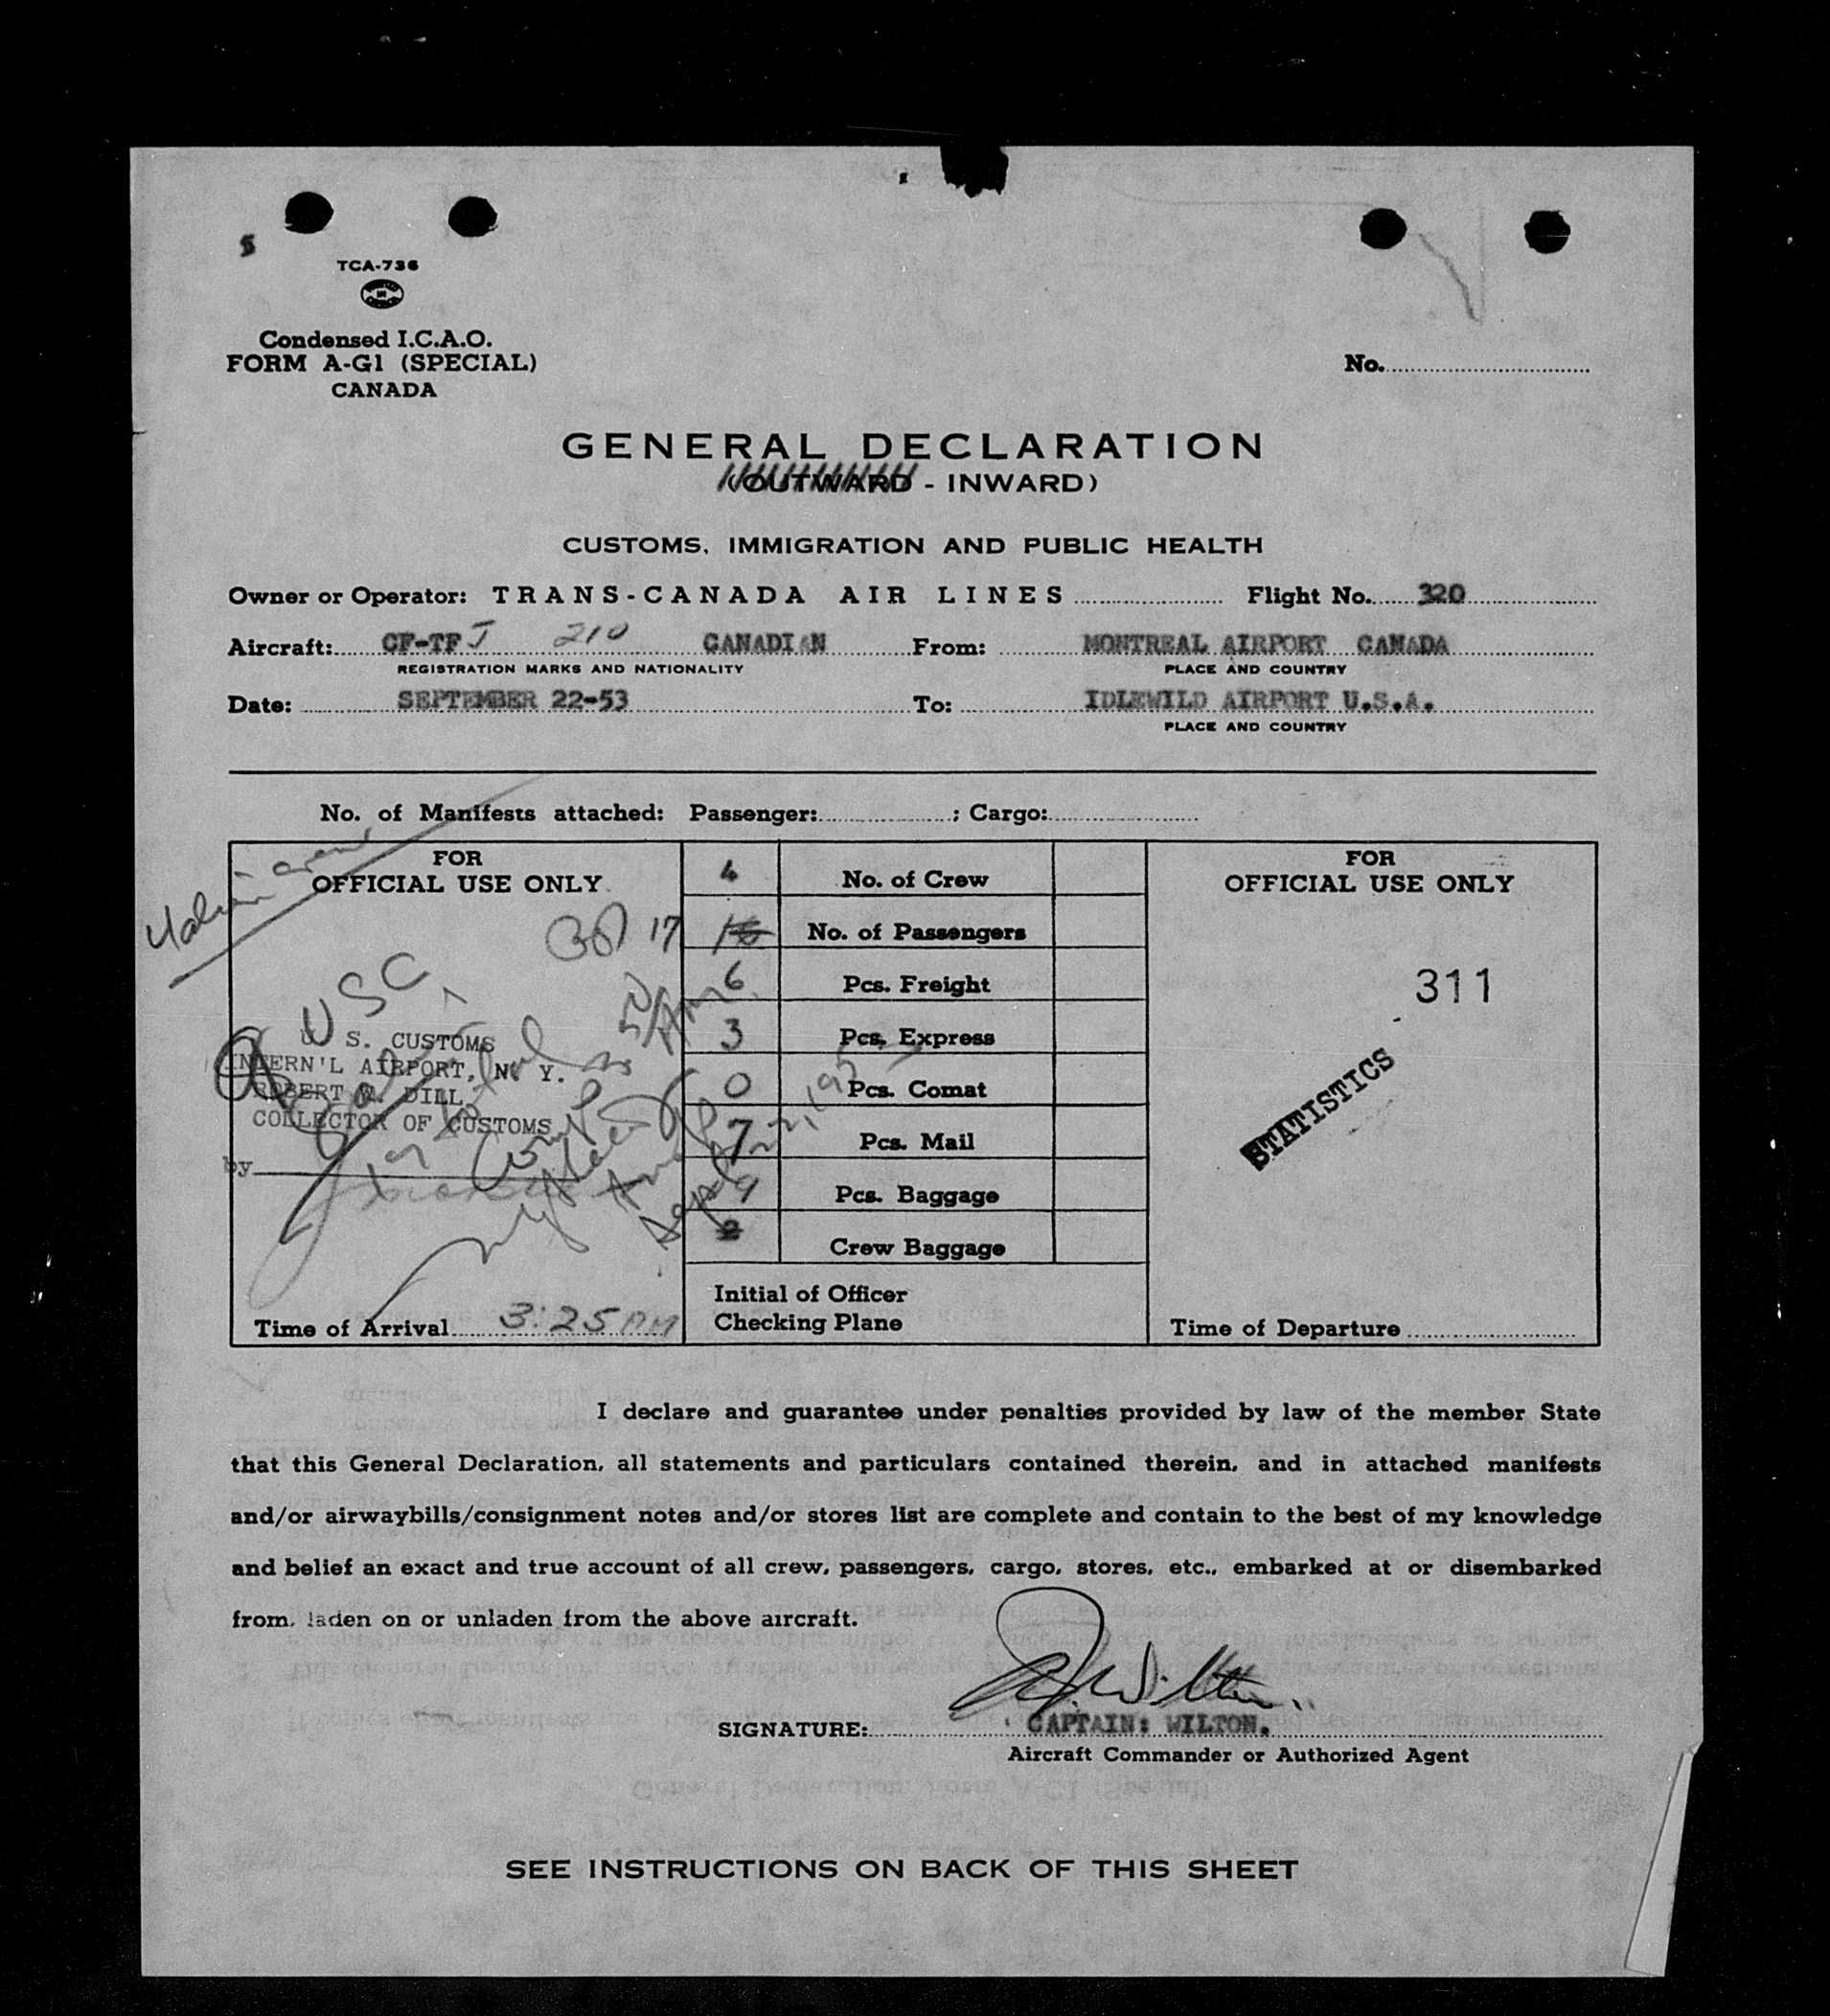 5
TCA-736
Condensed I.C.A.O.
FORM A-G1 (SPECIAL)
CANADA
No.
GENERAL DECLARATION
(OUTWARD - INWARD)
CUSTOMS, IMMIGRATION AND PUBLIC HEALTH
Owner or Operator: TRANS-CANADA AIR LINES Flight No. 320
Aircraft: CF-TFJ 210 CANADIAN From: MONTREAL AIRPORT CANADA
REGISTRATION MARKS AND NATIONALITY PLACE AND COUNTRY
Date: SEPTEMBER 22-53 To: IDLEWILD AIRPORT U.S.A.
PLACE AND COUNTRY
No. of Manifests attached: Passenger: ; Cargo:
FOR
OFFICIAL USE ONLY
17
USC
S. CUSTOMS
INTERN'L AIRPORT, N. Y.
ROBERT W. DILL
COLLECTOR OF CUSTOMS
by
Time of Arrival 3:25 PM
4 No. of Crew
16 No. of Passengers
6 Pcs. Freight
3 Pcs. Express
0 Pcs. Comat
7 Pcs. Mail
9 Pcs. Baggage
2 Crew Baggage
Initial of Officer
Checking Plane
FOR
OFFICIAL USE ONLY
311
STATISTICS
Time of Departure
I declare and guarantee under penalties provided by law of the member State
that this General Declaration, all statements and particulars contained therein, and in attached manifests
and/or airwaybills/consignment notes and/or stores list are complete and contain to the best of my knowledge
and belief an exact and true account of all crew, passengers, cargo, stores, etc., embarked at or disembarked
from, laden on or unladen from the above aircraft.
SIGNATURE: CAPTAIN: WILTON.
Aircraft Commander or Authorized Agent
SEE INSTRUCTIONS ON BACK OF THIS SHEET